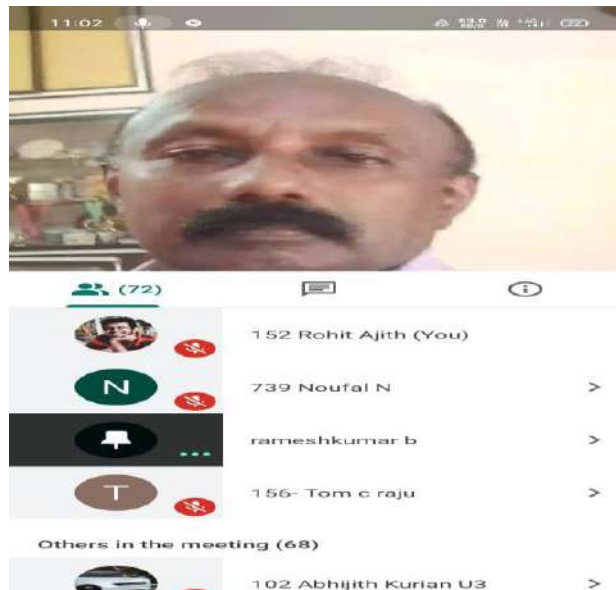 11:02
(72)
152 Rohit Ajith (You)
N
739 Noufal N
rameshkumar b
T
156- Tom c raju
Others in the meeting (68)
102 Abhijith Kurian U3